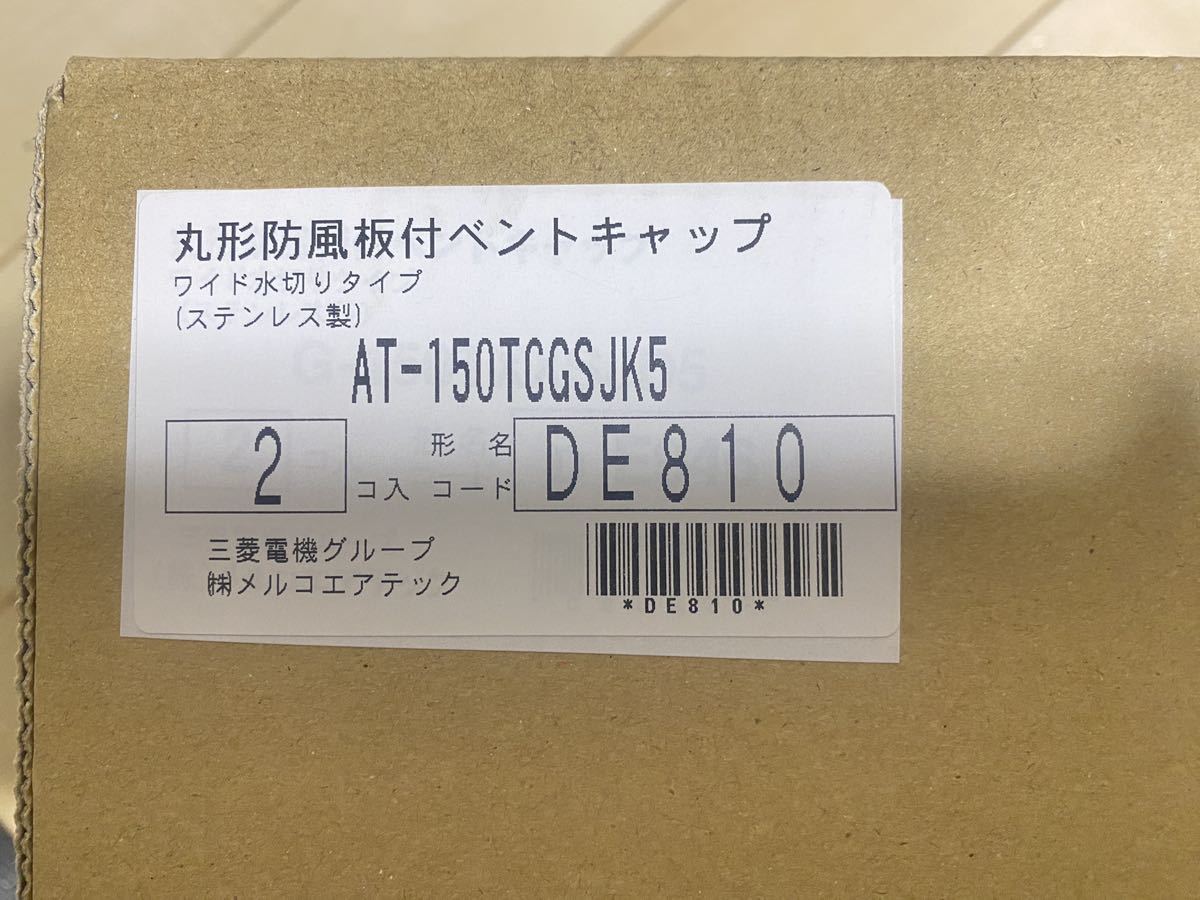 丸形防風板付ベントキャップ
ワイド水切りタイプ
(ステンレス製)
AT-150TCGSJK5
2 コ入 形名コード DE810
三菱電機グループ
㈱メルコエアテック
*DE810*